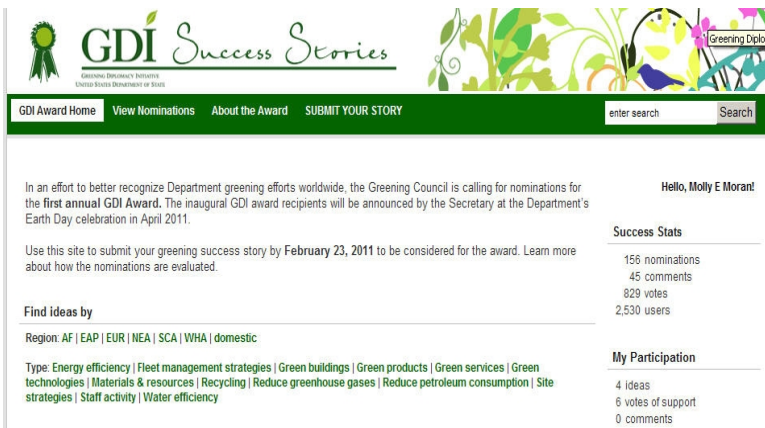 GDI Success Stories
GREENING DIPLOMACY INITIATIVE
UNITED STATES DEPARTMENT OF STATE
Greening Diplo
GDI Award Home View Nominations About the Award SUBMIT YOUR STORY
enter search Search
In an effort to better recognize Department greening efforts worldwide, the Greening Council is calling for nominations for
the first annual GDI Award. The inaugural GDI award recipients will be announced by the Secretary at the Department's
Earth Day celebration in April 2011.
Use this site to submit your greening success story by February 23, 2011 to be considered for the award. Learn more
about how the nominations are evaluated.
Find ideas by
Region: AF | EAP | EUR | NEA | SCA | WHA | domestic
Type: Energy efficiency | Fleet management strategies | Green buildings | Green products | Green services | Green
technologies | Materials & resources | Recycling | Reduce greenhouse gases | Reduce petroleum consumption | Site
strategies | Staff activity | Water efficiency
Hello, Molly E Moran!
Success Stats
156 nominations
45 comments
829 votes
2,530 users
My Participation
4 ideas
6 votes of support
0 comments